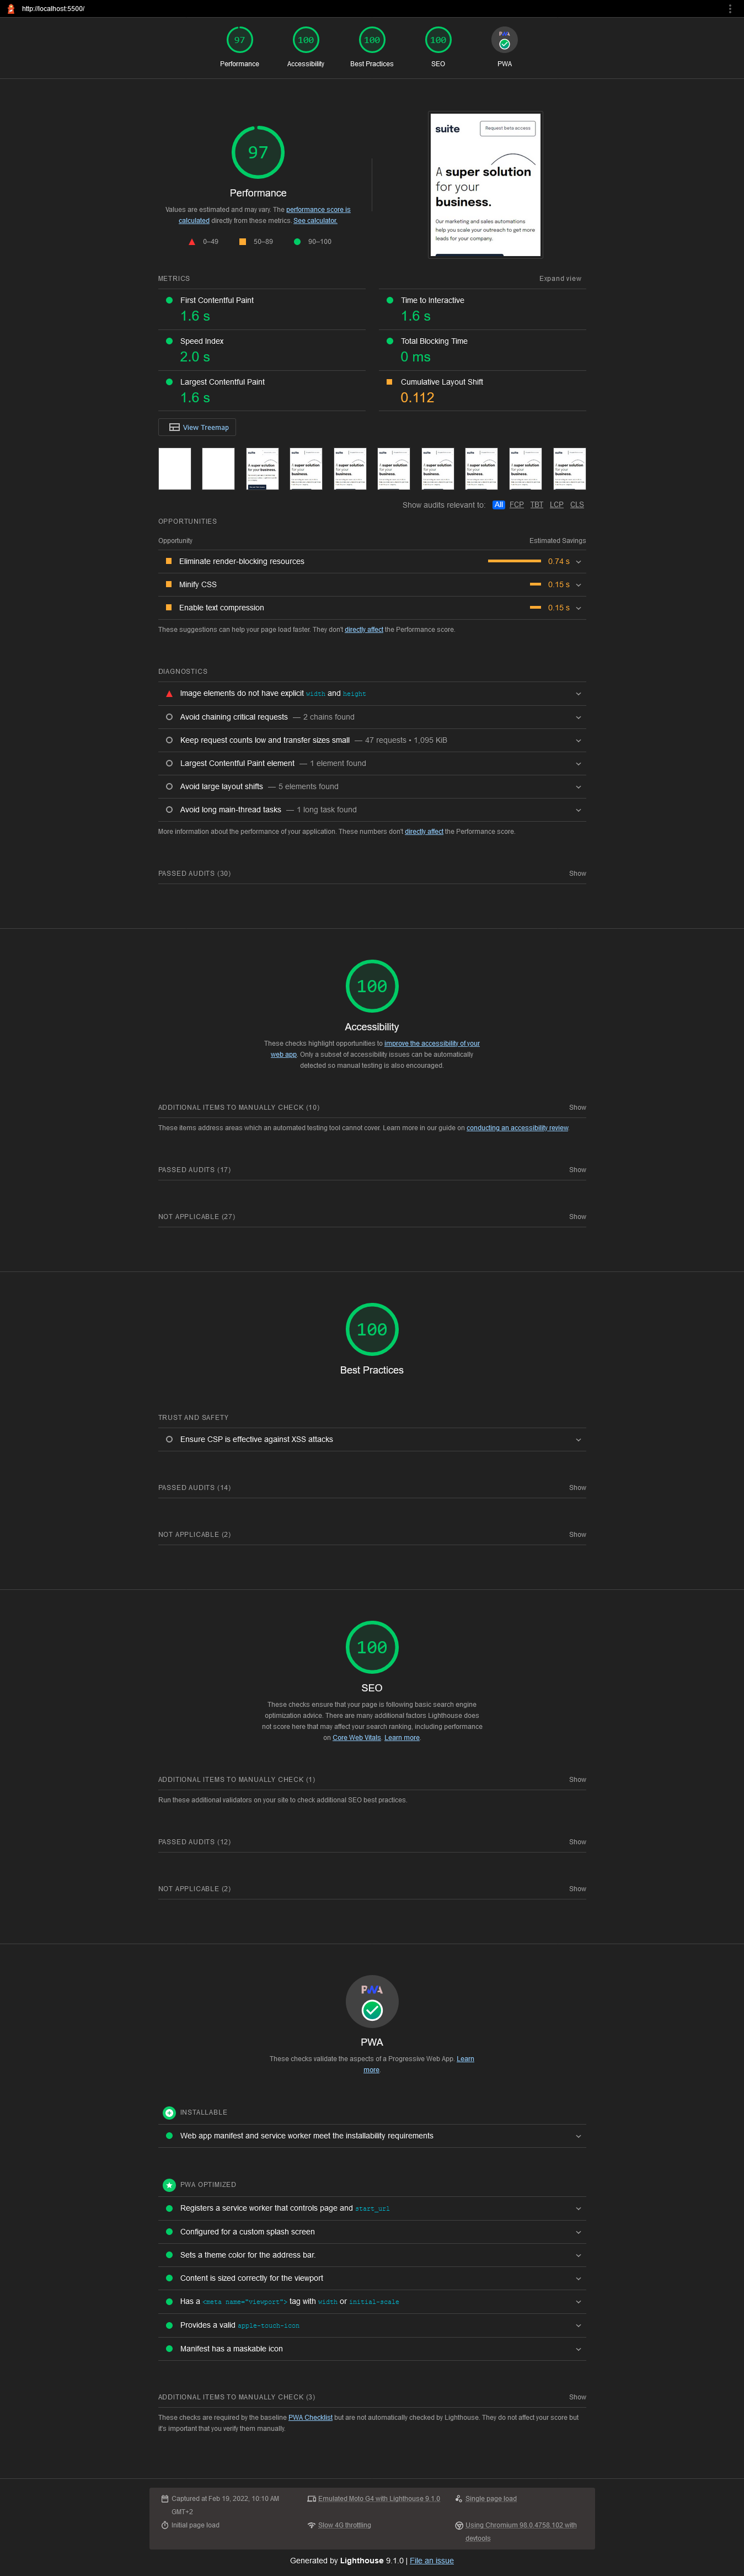 http://localhost:5500/
97
100
100
100
PWA
Performance
Accessibility
Best Practices
SEO
PWA
97
Performance
Values are estimated and may vary. The performance score is
calculated directly from these metrics. See calculator.
0–49
50–89
90–100
suite
Request beta access
A super solution
for your
business.
Our marketing and sales automations
help you scale your outreach to get more
leads for your company.
METRICS
Expand view
First Contentful Paint
1.6 s
Time to Interactive
1.6 s
Speed Index
2.0 s
Total Blocking Time
0 ms
Largest Contentful Paint
1.6 s
Cumulative Layout Shift
0.112
View Treemap
Show audits relevant to: All FCP TBT LCP CLS
OPPORTUNITIES
Opportunity
Estimated Savings
Eliminate render-blocking resources
0.74 s
Minify CSS
0.15 s
Enable text compression
0.15 s
These suggestions can help your page load faster. They don't directly affect the Performance score.
DIAGNOSTICS
Image elements do not have explicit width and height
Avoid chaining critical requests — 2 chains found
Keep request counts low and transfer sizes small — 47 requests • 1,095 KiB
Largest Contentful Paint element — 1 element found
Avoid large layout shifts — 5 elements found
Avoid long main-thread tasks — 1 long task found
More information about the performance of your application. These numbers don't directly affect the Performance score.
PASSED AUDITS (30)
Show
100
Accessibility
These checks highlight opportunities to improve the accessibility of your
web app. Only a subset of accessibility issues can be automatically
detected so manual testing is also encouraged.
ADDITIONAL ITEMS TO MANUALLY CHECK (10)
Show
These items address areas which an automated testing tool cannot cover. Learn more in our guide on conducting an accessibility review.
PASSED AUDITS (17)
Show
NOT APPLICABLE (27)
Show
100
Best Practices
TRUST AND SAFETY
Ensure CSP is effective against XSS attacks
PASSED AUDITS (14)
Show
NOT APPLICABLE (2)
Show
100
SEO
These checks ensure that your page is following basic search engine
optimization advice. There are many additional factors Lighthouse does
not score here that may affect your search ranking, including performance
on Core Web Vitals. Learn more.
ADDITIONAL ITEMS TO MANUALLY CHECK (1)
Show
Run these additional validators on your site to check additional SEO best practices.
PASSED AUDITS (12)
Show
NOT APPLICABLE (2)
Show
PWA
PWA
These checks validate the aspects of a Progressive Web App. Learn
more.
INSTALLABLE
Web app manifest and service worker meet the installability requirements
PWA OPTIMIZED
Registers a service worker that controls page and start_url
Configured for a custom splash screen
Sets a theme color for the address bar.
Content is sized correctly for the viewport
Has a <meta name="viewport"> tag with width or initial-scale
Provides a valid apple-touch-icon
Manifest has a maskable icon
ADDITIONAL ITEMS TO MANUALLY CHECK (3)
Show
These checks are required by the baseline PWA Checklist but are not automatically checked by Lighthouse. They do not affect your score but
it's important that you verify them manually.
Captured at Feb 19, 2022, 10:10 AM
GMT+2
Emulated Moto G4 with Lighthouse 9.1.0
Single page load
Initial page load
Slow 4G throttling
Using Chromium 98.0.4758.102 with
devtools
Generated by Lighthouse 9.1.0 | File an issue